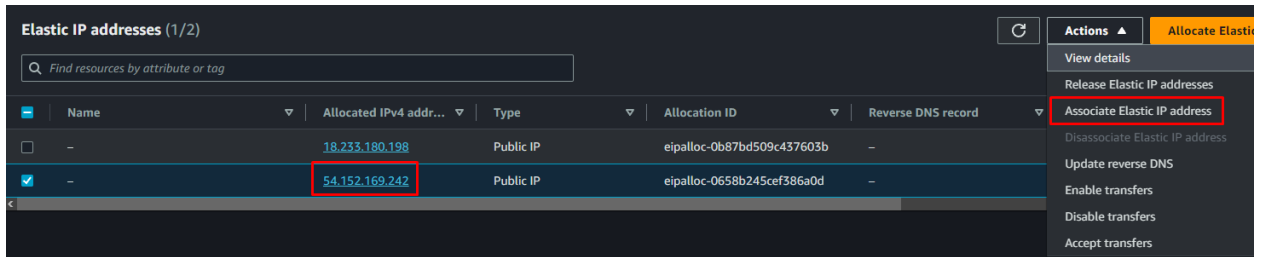 Elastic IP addresses (1/2)
Actions ▲
Allocate Elastic
Find resources by attribute or tag
View details
Release Elastic IP addresses
Associate Elastic IP address
Disassociate Elastic IP address
Update reverse DNS
Enable transfers
Disable transfers
Accept transfers
Name Allocated IPv4 addr... Type Allocation ID Reverse DNS record
– 18.233.180.198 Public IP eipalloc-0b87bd509c437603b –
– 54.152.169.242 Public IP eipalloc-0658b245cef386a0d –